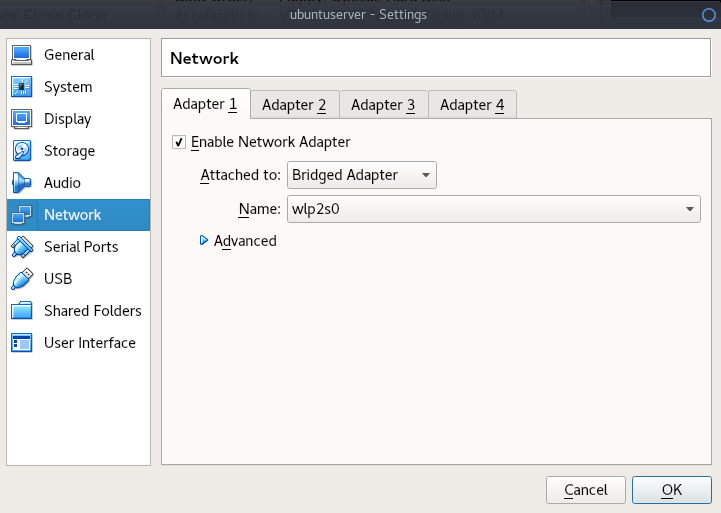 ubuntuserver - Settings
General
System
Display
Storage
Audio
Network
Serial Ports
USB
Shared Folders
User Interface
Network
Adapter 1 Adapter 2 Adapter 3 Adapter 4
Enable Network Adapter
Attached to: Bridged Adapter
Name: wlp2s0
Advanced
Cancel OK